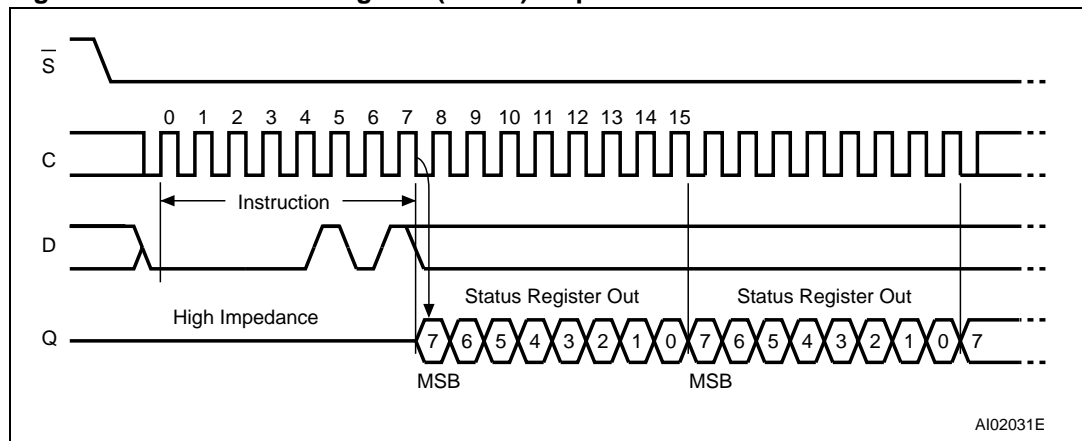 S
0 1 2 3 4 5 6 7 8 9 10 11 12 13 14 15
C
Instruction
D
Status Register Out Status Register Out
High Impedance
Q 7 6 5 4 3 2 1 0 7 6 5 4 3 2 1 0 7
MSB MSB
AI02031E